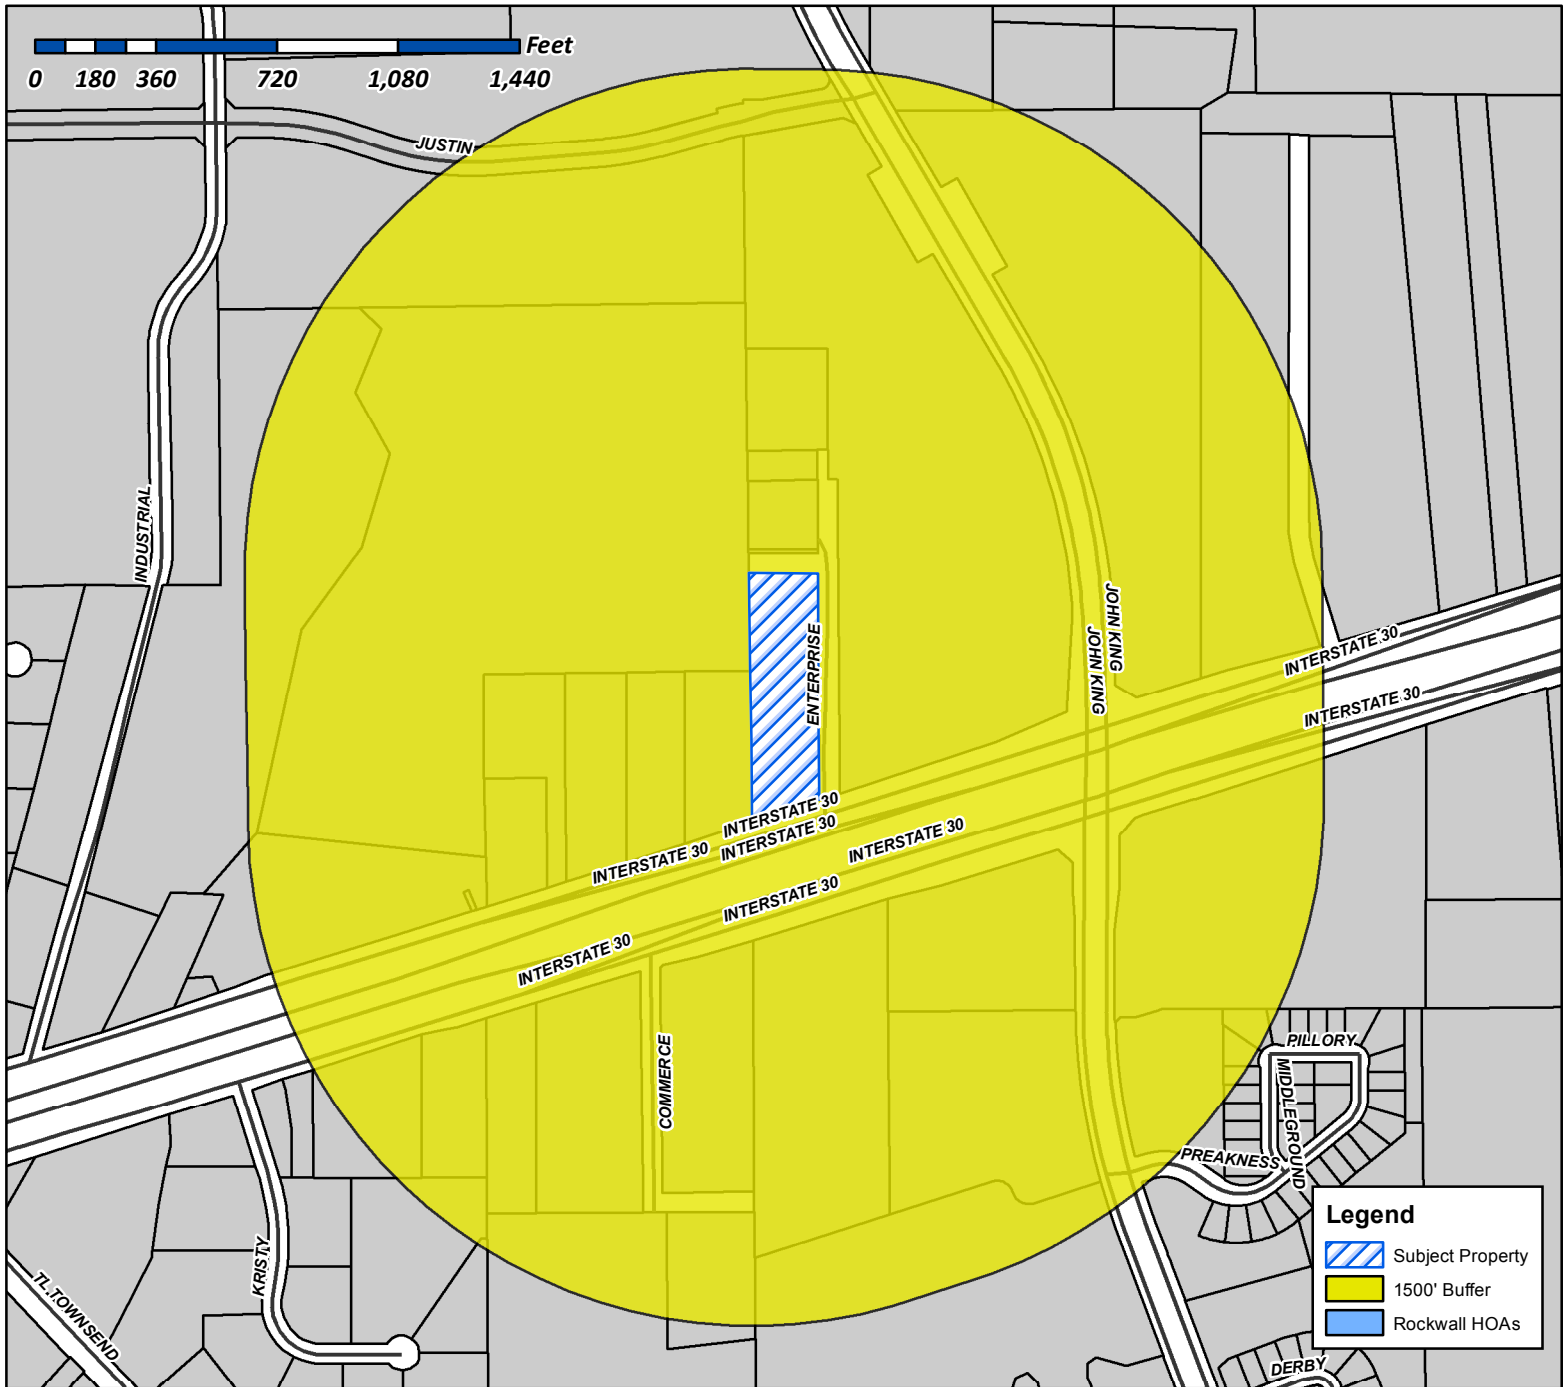 Feet
0 180 360 720 1,080 1,440
JUSTIN
INDUSTRIAL
ENTERPRISE
JOHN KING
JOHN KING
INTERSTATE 30
INTERSTATE 30
INTERSTATE 30
INTERSTATE 30
INTERSTATE 30
INTERSTATE 30
INTERSTATE 30
INTERSTATE 30
COMMERCE
PILLORY
MIDDLEGROUND
PREAKNESS
KRISTY
TL TOWNSEND
DERBY
Legend
Subject Property
1500' Buffer
Rockwall HOAs